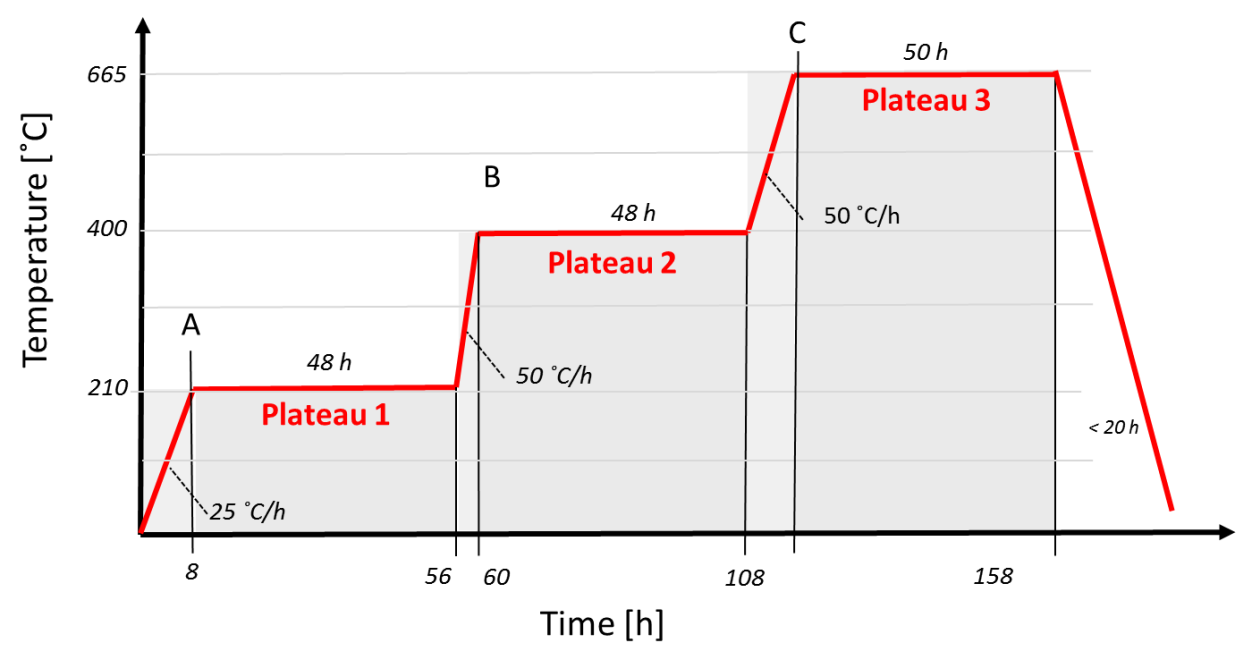 C
50 h
665
Plateau 3
Temperature [˚C]
B
48 h
50 ˚C/h
400
Plateau 2
A
48 h
50 ˚C/h
210
Plateau 1
< 20 h
25 ˚C/h
8
56
60
108
158
Time [h]